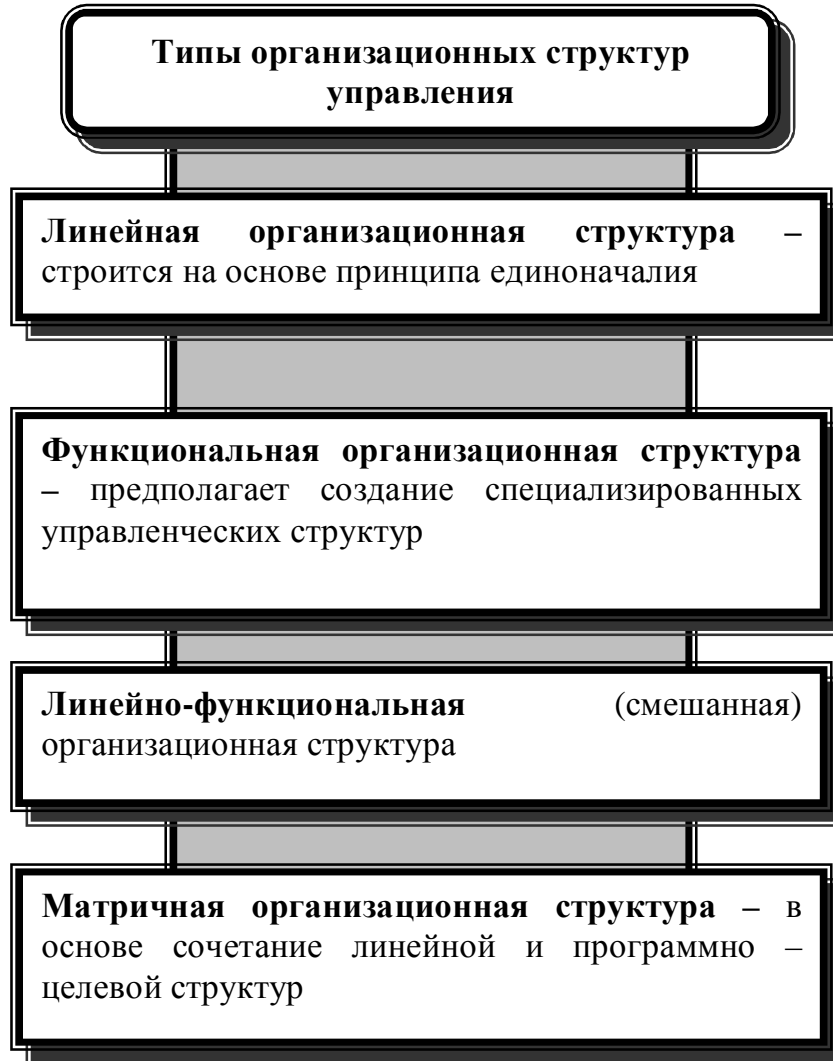 Типы организационных структур
управления
Линейная организационная структура –
строится на основе принципа единоначалия
Функциональная организационная структура
– предполагает создание специализированных
управленческих структур
Линейно-функциональная (смешанная)
организационная структура
Матричная организационная структура – в
основе сочетание линейной и программно –
целевой структур